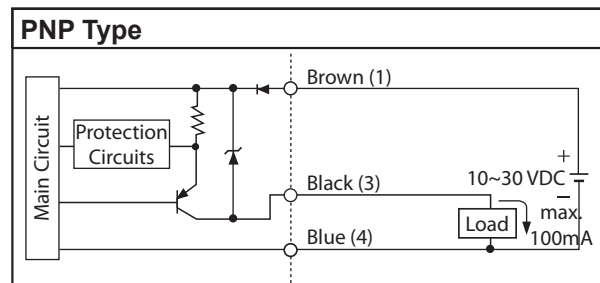 PNP Type
Brown (1)
Main Circuit
Protection
Circuits
+
10~30 VDC
Black (3)
−
max.
Load
100mA
Blue (4)